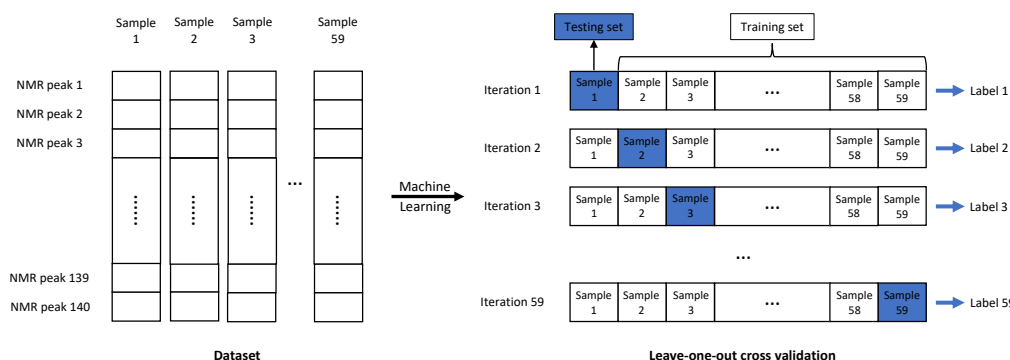 Sample Sample Sample Sample
1 2 3 59
NMR peak 1
NMR peak 2
NMR peak 3
...
......  ......  ......  ......
NMR peak 139
NMR peak 140
Dataset
Machine
Learning
Testing set
Training set
Iteration 1
Sample Sample Sample ... Sample Sample
1 2 3 58 59
Label 1
Iteration 2
Sample Sample Sample ... Sample Sample
1 2 3 58 59
Label 2
Iteration 3
Sample Sample Sample ... Sample Sample
1 2 3 58 59
Label 3
...
Iteration 59
Sample Sample Sample ... Sample Sample
1 2 3 58 59
Label 59
Leave-one-out cross validation